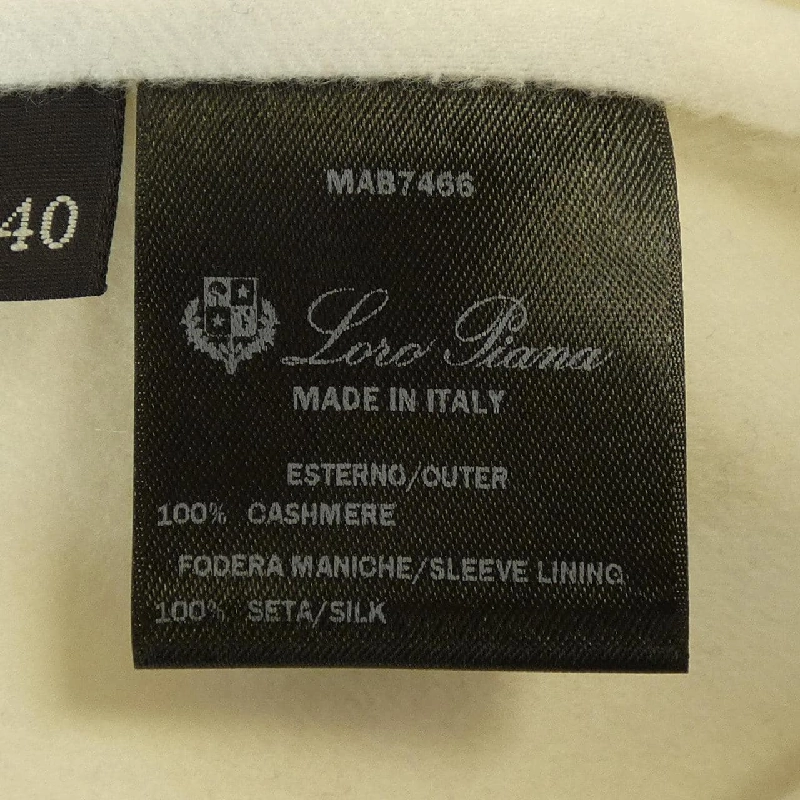 40
MAB7466
Loro Piana
MADE IN ITALY
ESTERNO/OUTER
100% CASHMERE
FODERA MANICHE/SLEEVE LINING
100% SETA/SILK